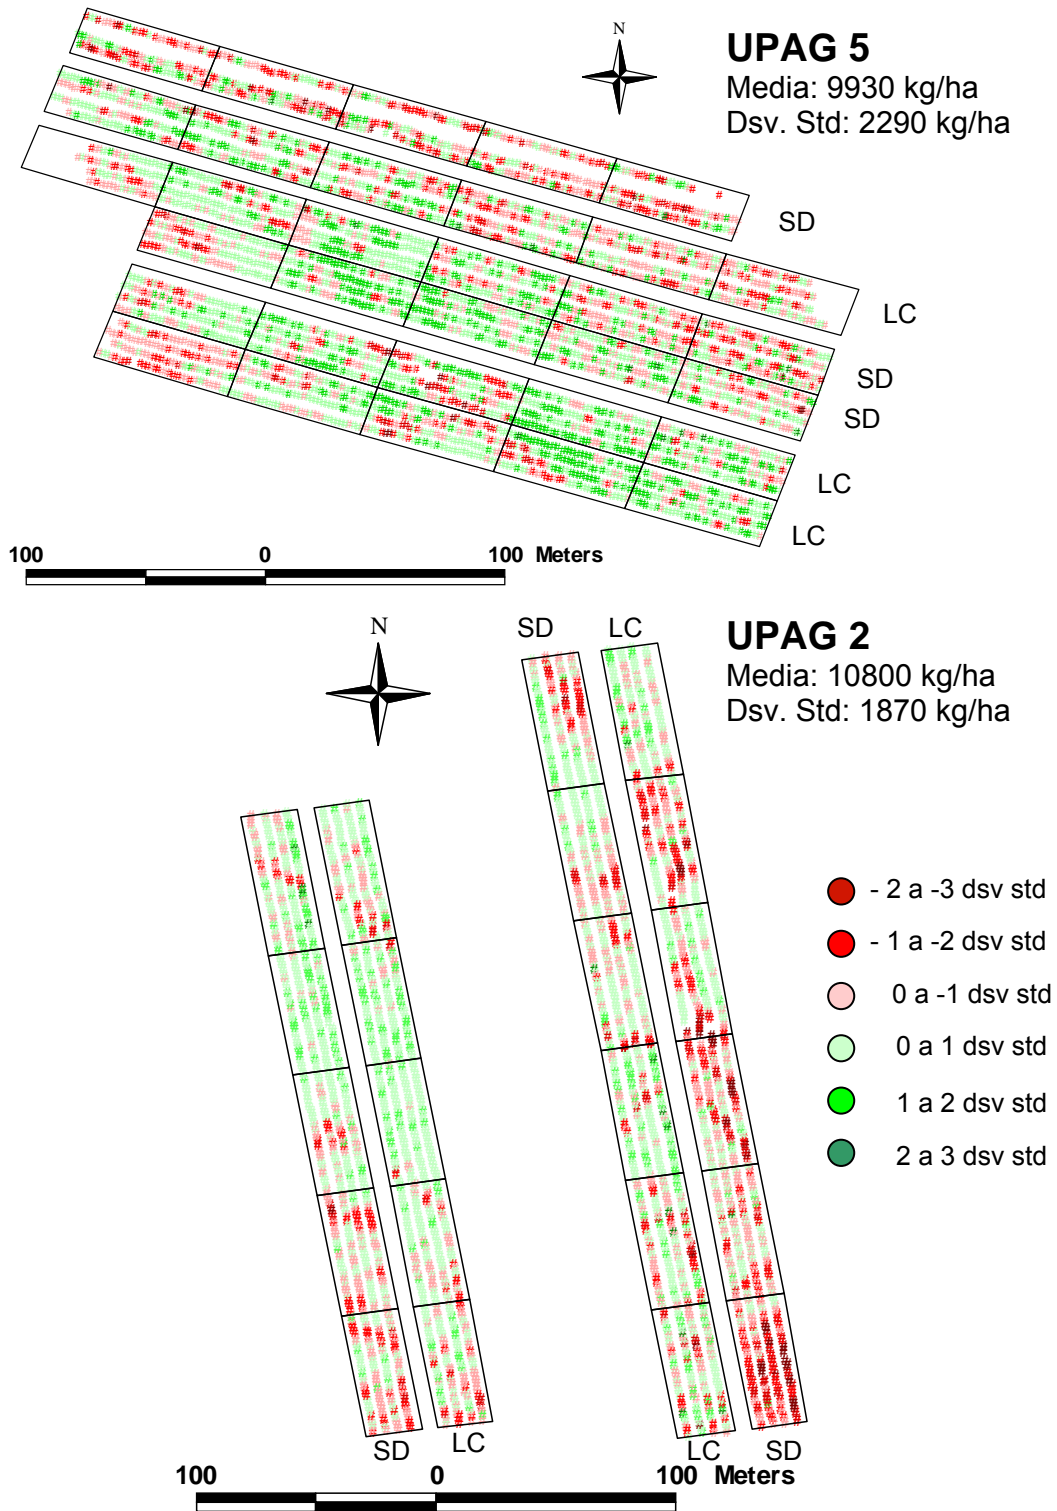 N
UPAG 5
Media: 9930 kg/ha
Dsv. Std: 2290 kg/ha
SD
LC
SD
SD
LC
LC
100 0 100 Meters
N
SD LC
UPAG 2
Media: 10800 kg/ha
Dsv. Std: 1870 kg/ha
- 2 a -3 dsv std
- 1 a -2 dsv std
0 a -1 dsv std
0 a 1 dsv std
1 a 2 dsv std
2 a 3 dsv std
SD LC LC SD
100 0 100 Meters